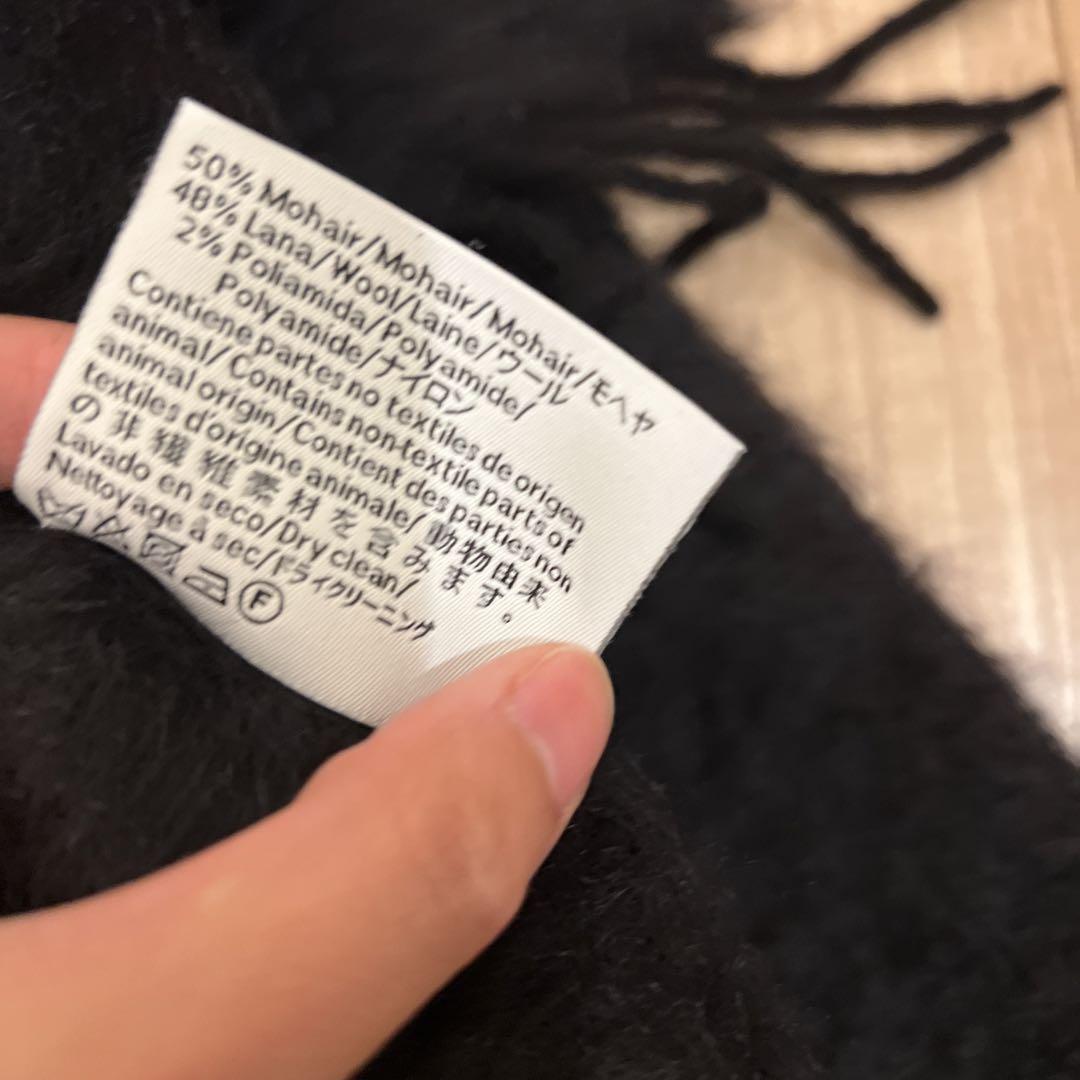 50% Mohair/Mohair/Mohair/モヘヤ
48% Lana/Wool/Laine/ウール
2% Poliamida/Polyamide/
Polyamide/ナイロン
Contiene partes no textiles de origen
animal/Contains non-textile parts of
animal origin/Contient des parties non
textiles d'origine animale/動物由来
の非繊維素材を含みます。
Lavado en seco/Dry clean/
Nettoyage à sec/ドライクリーニング
F